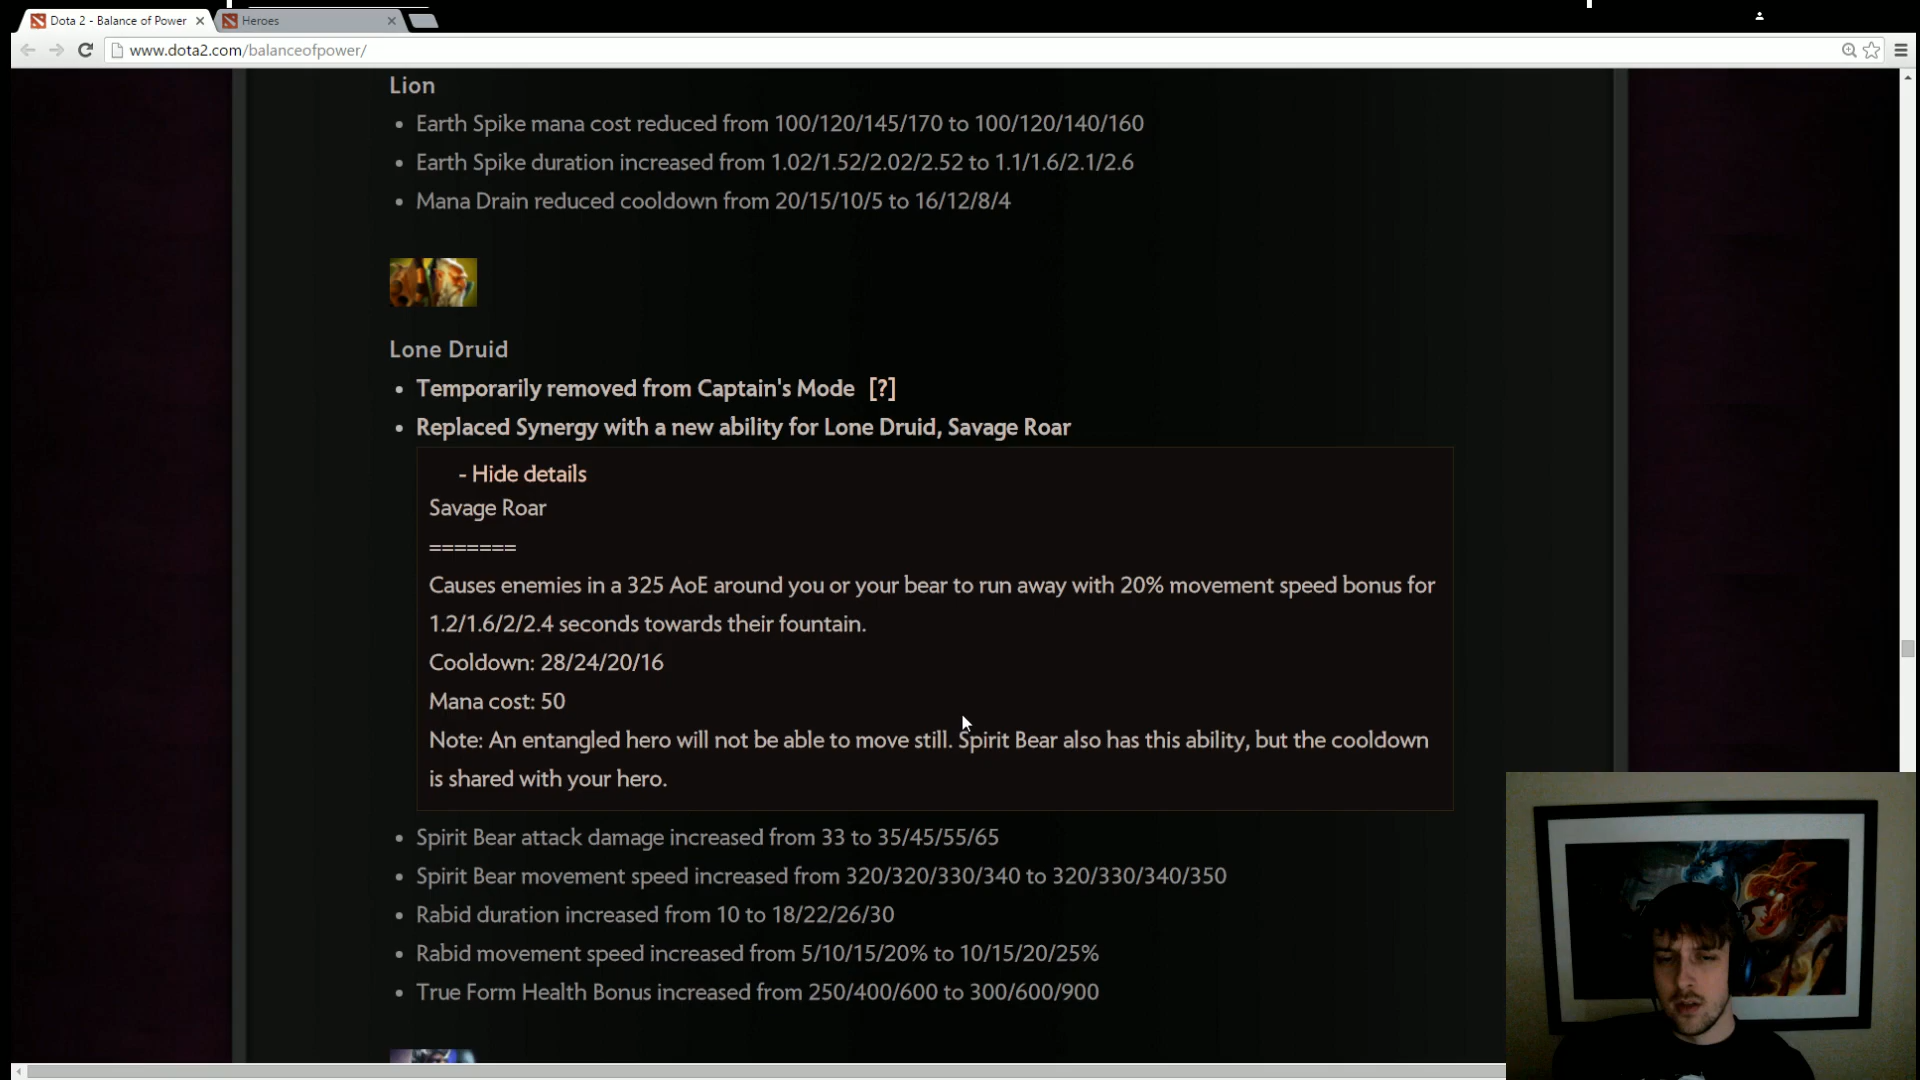 Dota 2 - Balance of Power
Heroes
www.dota2.com/balanceofpower/
Lion
• Earth Spike mana cost reduced from 100/120/145/170 to 100/120/140/160
• Earth Spike duration increased from 1.02/1.52/2.02/2.52 to 1.1/1.6/2.1/2.6
• Mana Drain reduced cooldown from 20/15/10/5 to 16/12/8/4
Lone Druid
• Temporarily removed from Captain's Mode [?]
• Replaced Synergy with a new ability for Lone Druid, Savage Roar
- Hide details
Savage Roar
=======
Causes enemies in a 325 AoE around you or your bear to run away with 20% movement speed bonus for
1.2/1.6/2/2.4 seconds towards their fountain.
Cooldown: 28/24/20/16
Mana cost: 50
Note: An entangled hero will not be able to move still. Spirit Bear also has this ability, but the cooldown
is shared with your hero.
• Spirit Bear attack damage increased from 33 to 35/45/55/65
• Spirit Bear movement speed increased from 320/320/330/340 to 320/330/340/350
• Rabid duration increased from 10 to 18/22/26/30
• Rabid movement speed increased from 5/10/15/20% to 10/15/20/25%
• True Form Health Bonus increased from 250/400/600 to 300/600/900